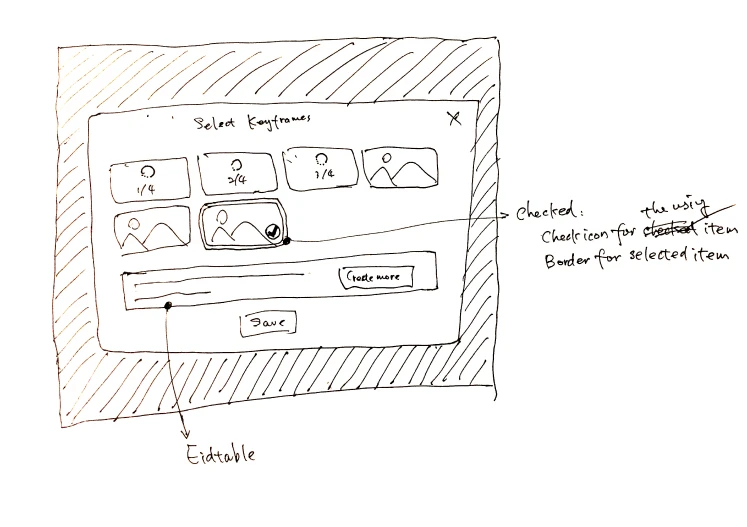 Select Keyframes
X
1/4
2/4
3/4
Checked:
the using
Check icon for checked item
Border for selected item
Create more
Save
Eidtable